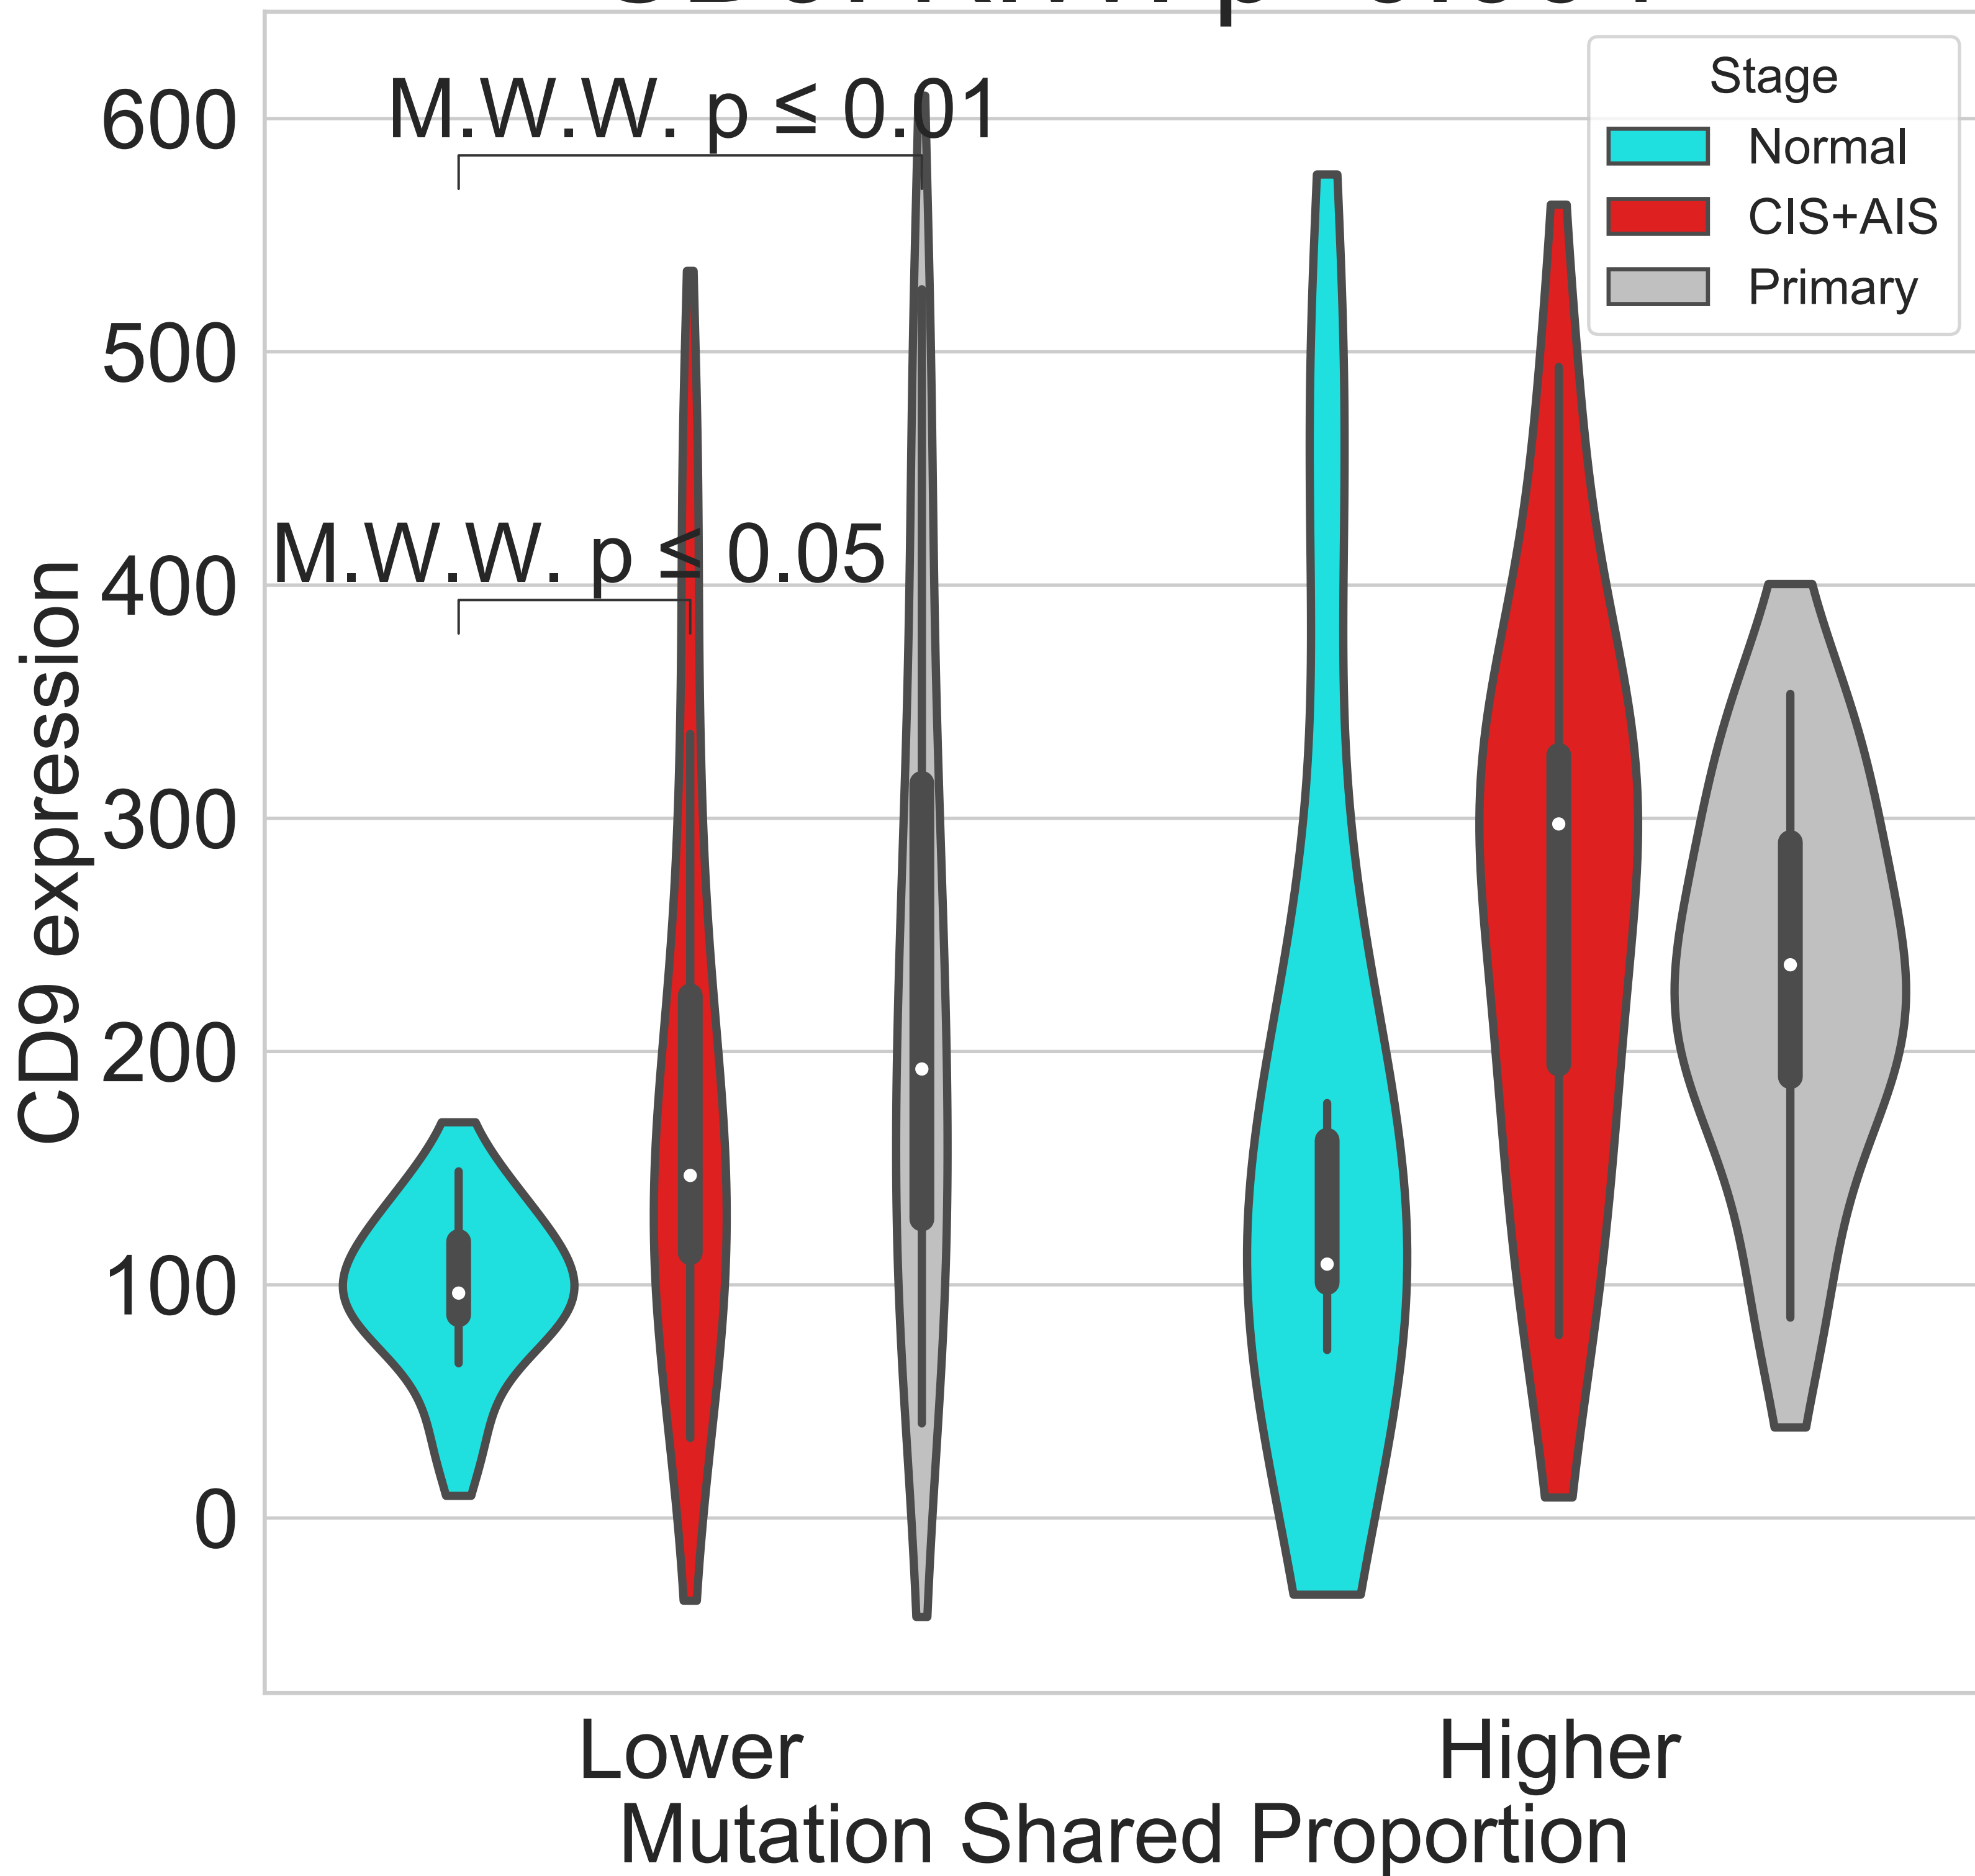 600
500
400
300
200
100
0
CD9 expression
M.W.W. p ≤ 0.01
M.W.W. p ≤ 0.05
Stage
Normal
CIS+AIS
Primary
Lower
Higher
Mutation Shared Proportion